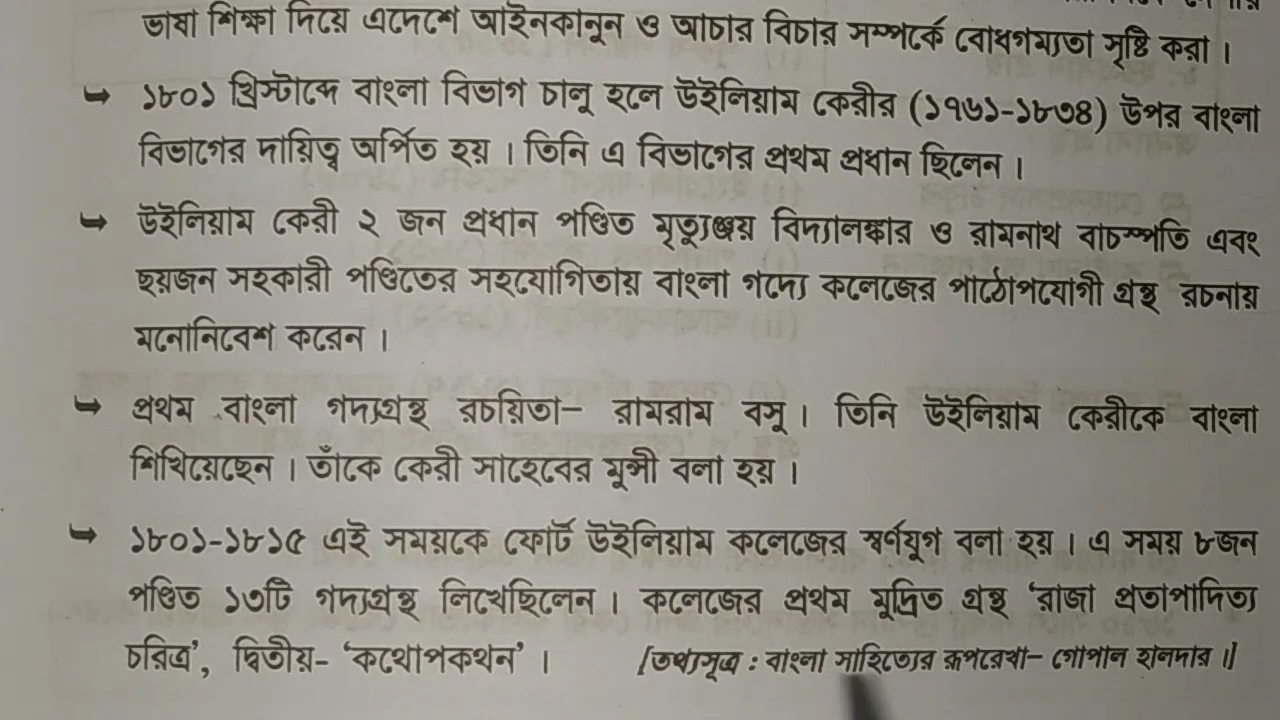 ভাষা শিক্ষা দিয়ে এদেশে আইনকানুন ও আচার বিচার সম্পর্কে বোধগম্যতা সৃষ্টি করা।
➥ ১৮০১ খ্রিস্টাব্দে বাংলা বিভাগ চালু হলে উইলিয়াম কেরীর (১৭৬১-১৮৩৪) উপর বাংলা
বিভাগের দায়িত্ব অর্পিত হয়। তিনি এ বিভাগের প্রথম প্রধান ছিলেন।
➥ উইলিয়াম কেরী ২ জন প্রধান পণ্ডিত মৃত্যুঞ্জয় বিদ্যালঙ্কার ও রামনাথ বাচস্পতি এবং
ছয়জন সহকারী পণ্ডিতের সহযোগিতায় বাংলা গদ্যে কলেজের পাঠোপযোগী গ্রন্থ রচনায়
মনোনিবেশ করেন।
➥ প্রথম বাংলা গদ্যগ্রন্থ রচয়িতা– রামরাম বসু। তিনি উইলিয়াম কেরীকে বাংলা
শিখিয়েছেন। তাঁকে কেরী সাহেবের মুন্সী বলা হয়।
➥ ১৮০১-১৮১৫ এই সময়কে ফোর্ট উইলিয়াম কলেজের স্বর্ণযুগ বলা হয়। এ সময় ৮জন
পণ্ডিত ১৩টি গদ্যগ্রন্থ লিখেছিলেন। কলেজের প্রথম মুদ্রিত গ্রন্থ ‘রাজা প্রতাপাদিত্য
চরিত্র’, দ্বিতীয়– ‘কথোপকথন’। [তথ্যসূত্র : বাংলা সাহিত্যের রূপরেখা– গোপাল হালদার।]